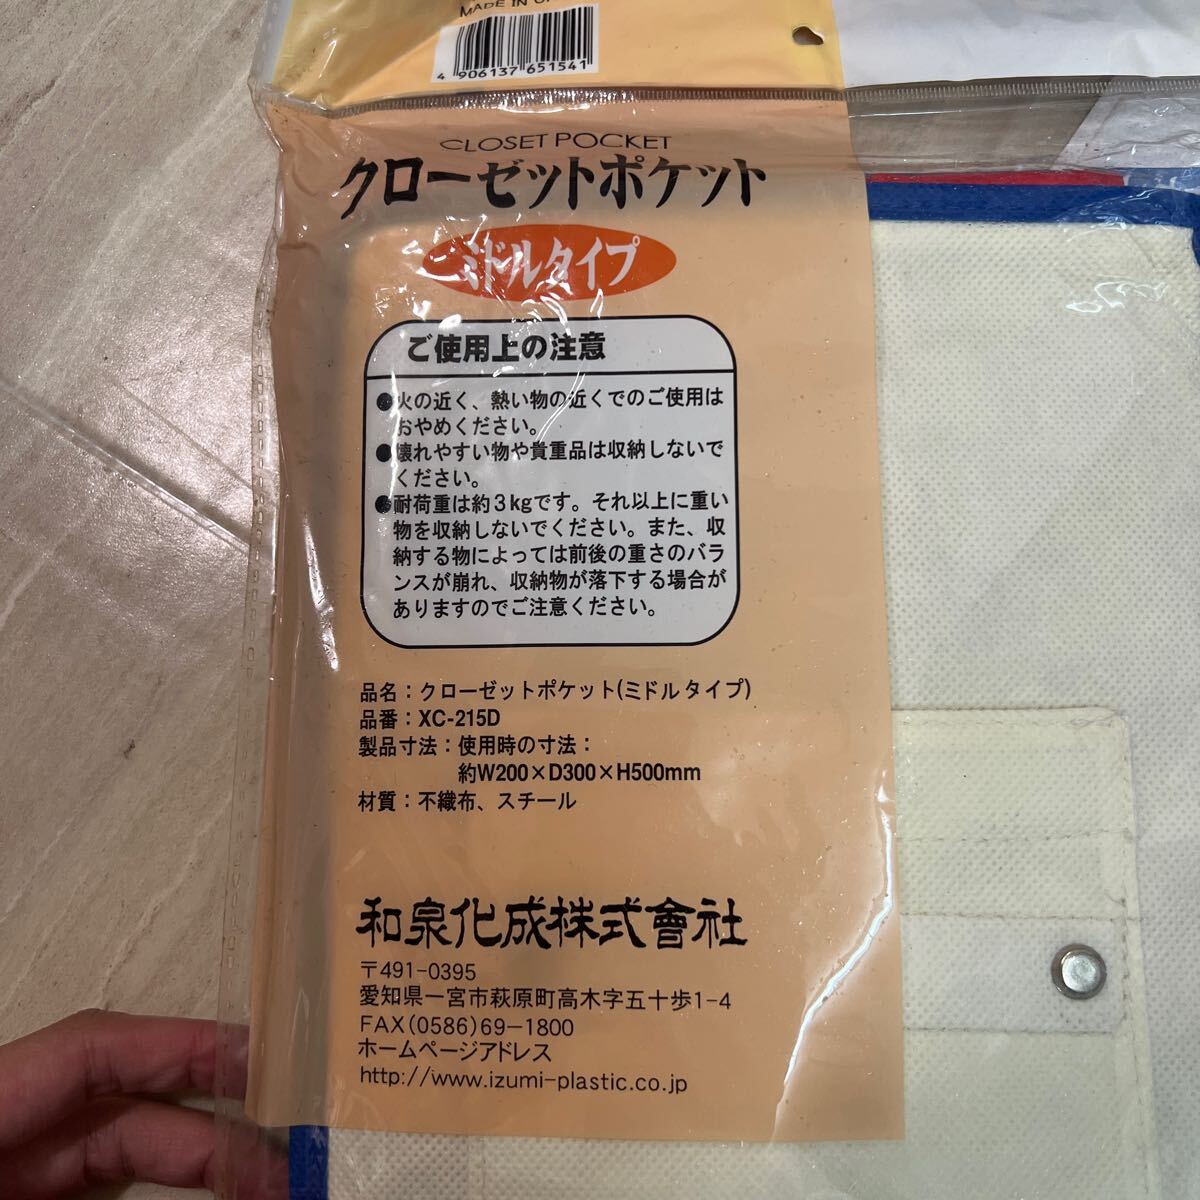 MADE IN
4 906137 651541
CLOSET POCKET
クローゼットポケット
ミドルタイプ
ご使用上の注意
●火の近く、熱い物の近くでのご使用は
おやめください。
●壊れやすい物や貴重品は収納しないで
ください。
●耐荷重は約3kgです。それ以上に重い
物を収納しないでください。また、収
納する物によっては前後の重さのバラ
ンスが崩れ、収納物が落下する場合が
ありますのでご注意ください。
品名：クローゼットポケット(ミドルタイプ)
品番：XC-215D
製品寸法：使用時の寸法：
約W200×D300×H500mm
材質：不織布、スチール
和泉化成株式會社
〒491-0395
愛知県一宮市萩原町高木字五十歩1-4
FAX(0586)69-1800
ホームページアドレス
http://www.izumi-plastic.co.jp